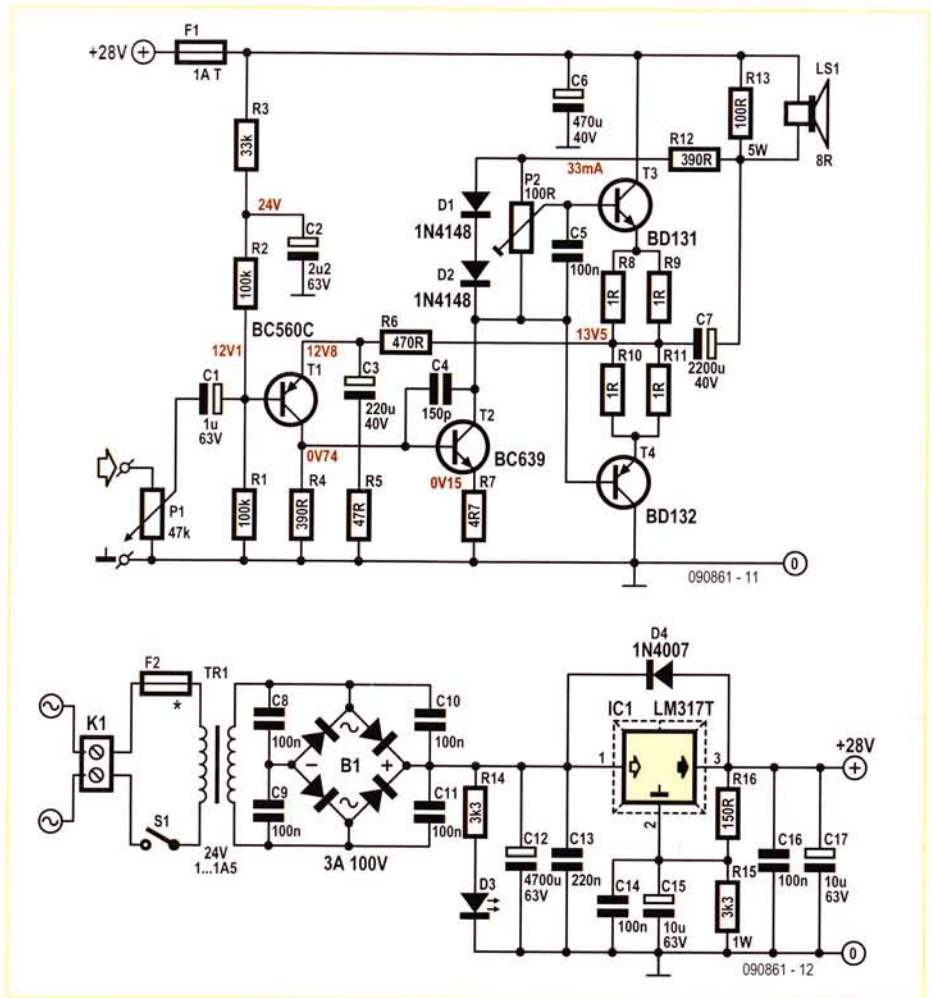 F1
+28V
1A T
R3
33k
24V
C2
2u2
63V
R2
100k
C6
470u
40V
R13
100R
5W
LS1
8R
R12
390R
33mA
P2
100R
T3
BD131
D1
1N4148
D2
1N4148
C5
100n
R8
1R
R9
1R
BC560C
R6
470R
13V5
R10
1R
R11
1R
C7
2200u
40V
12V1
12V8
T1
C1
1u
63V
C3
220u
40V
C4
150p
T2
BC639
0V74
0V15
T4
BD132
P1
47k
R1
100k
R4
390R
R5
47R
R7
4R7
0
090861 - 11
K1
F2
*
TR1
S1
24V
1...1A5
C8
100n
C9
100n
~
- B1 +
~
3A 100V
C10
100n
C11
100n
R14
3k3
D3
C12
4700u
63V
C13
220n
D4
1N4007
IC1
LM317T
1
3
2
C14
100n
C15
10u
63V
R16
150R
R15
3k3
1W
C16
100n
C17
10u
63V
+28V
0
090861 - 12